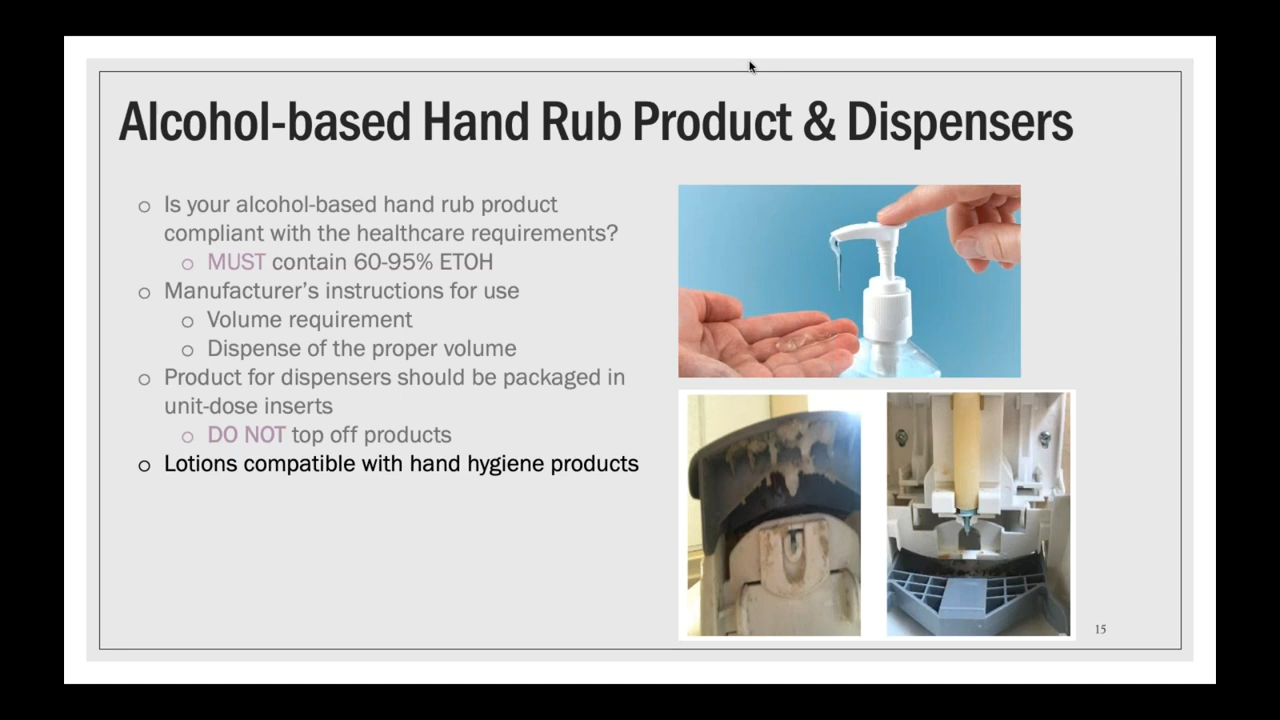 Alcohol-based Hand Rub Product & Dispensers
○ Is your alcohol-based hand rub product
compliant with the healthcare requirements?
○ MUST contain 60-95% ETOH
○ Manufacturer’s instructions for use
○ Volume requirement
○ Dispense of the proper volume
○ Product for dispensers should be packaged in
unit-dose inserts
○ DO NOT top off products
○ Lotions compatible with hand hygiene products
15